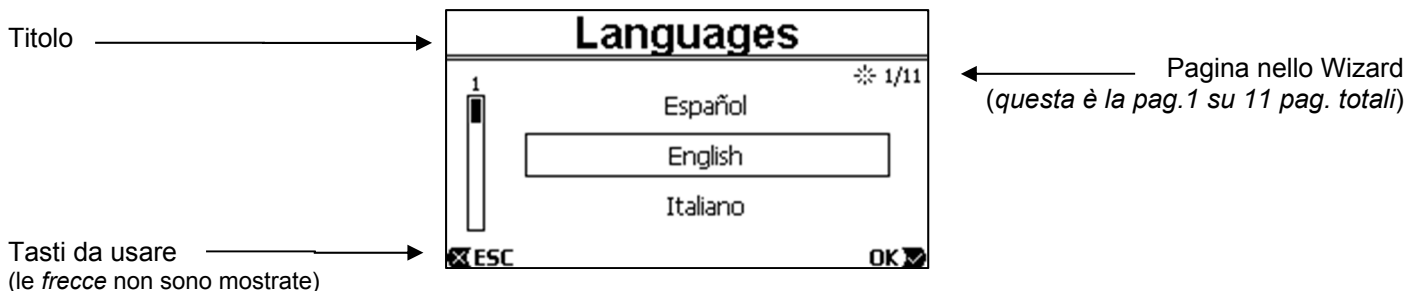 Titolo
Languages
1/11
1
Pagina nello Wizard
(questa è la pag.1 su 11 pag. totali)
Español
English
Italiano
Tasti da usare
(le frecce non sono mostrate)
ESC
OK